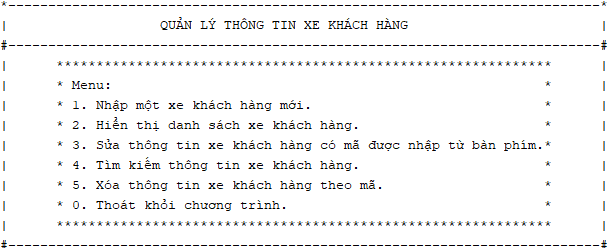 *---------------------------------------------------------------------------*
| QUẢN LÝ THÔNG TIN XE KHÁCH HÀNG |
#---------------------------------------------------------------------------#
| ************************************************************** |
| * Menu: * |
| * 1. Nhập một xe khách hàng mới. * |
| * 2. Hiển thị danh sách xe khách hàng. * |
| * 3. Sửa thông tin xe khách hàng có mã được nhập từ bàn phím.* |
| * 4. Tìm kiếm thông tin xe khách hàng. * |
| * 5. Xóa thông tin xe khách hàng theo mã. * |
| * 0. Thoát khỏi chương trình. * |
| ************************************************************** |
#---------------------------------------------------------------------------#